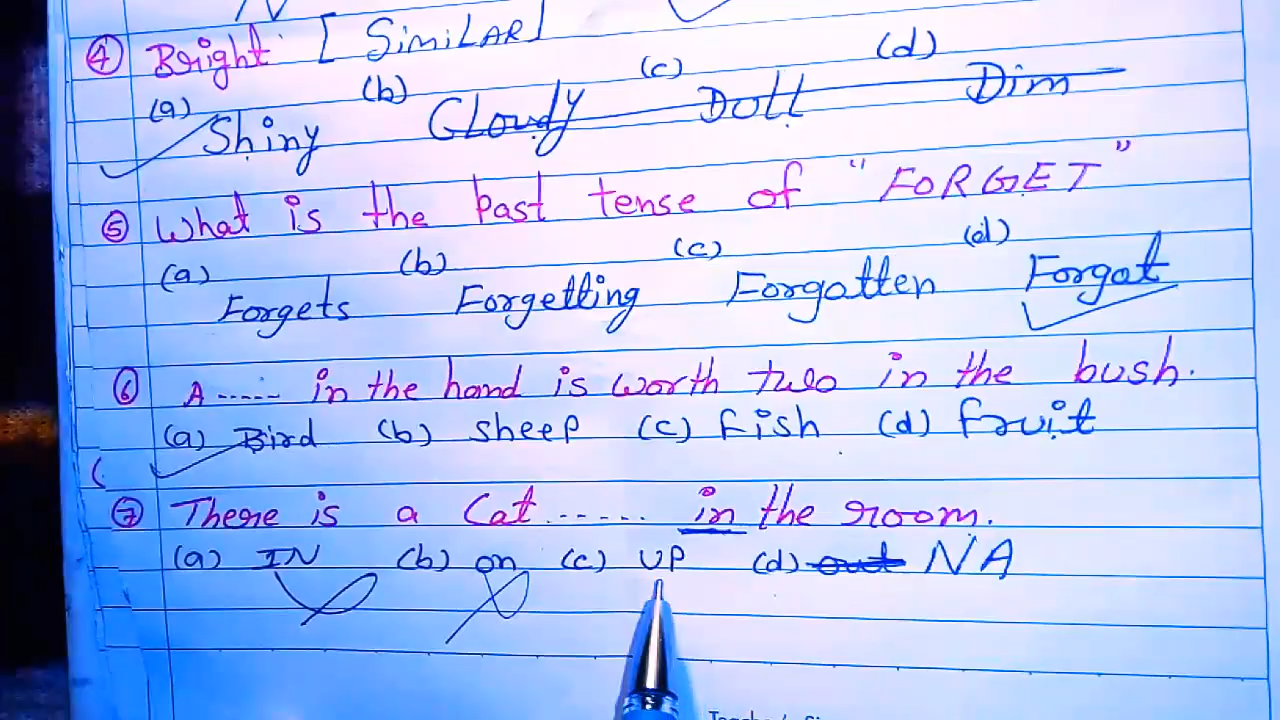 ④ Bright [SimiLAR]
(a) Shiny (b) Cloudy (c) Doll (d) Dim
⑤ What is the past tense of "FORGET"
(a) Forgets (b) Forgetting (c) Forgotten (d) Forgot
⑥ A ..... in the hand is worth two in the bush.
(a) Bird (b) sheep (c) fish (d) fruit
⑦ There is a Cat ...... in the room.
(a) IN (b) on (c) UP (d) out NA